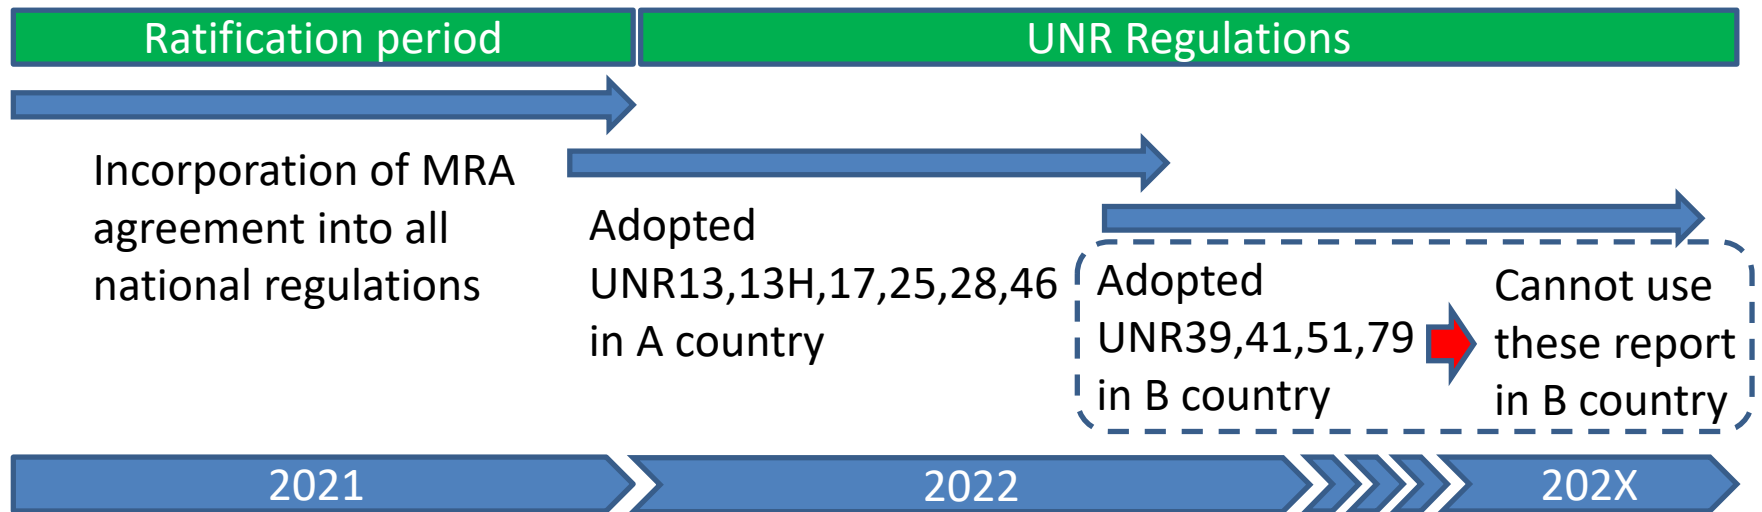 Ratification period
UNR Regulations
Incorporation of MRA
agreement into all
national regulations
Adopted
UNR13,13H,17,25,28,46
in A country
Adopted
UNR39,41,51,79
in B country
Cannot use
these report
in B country
2021
2022
202X